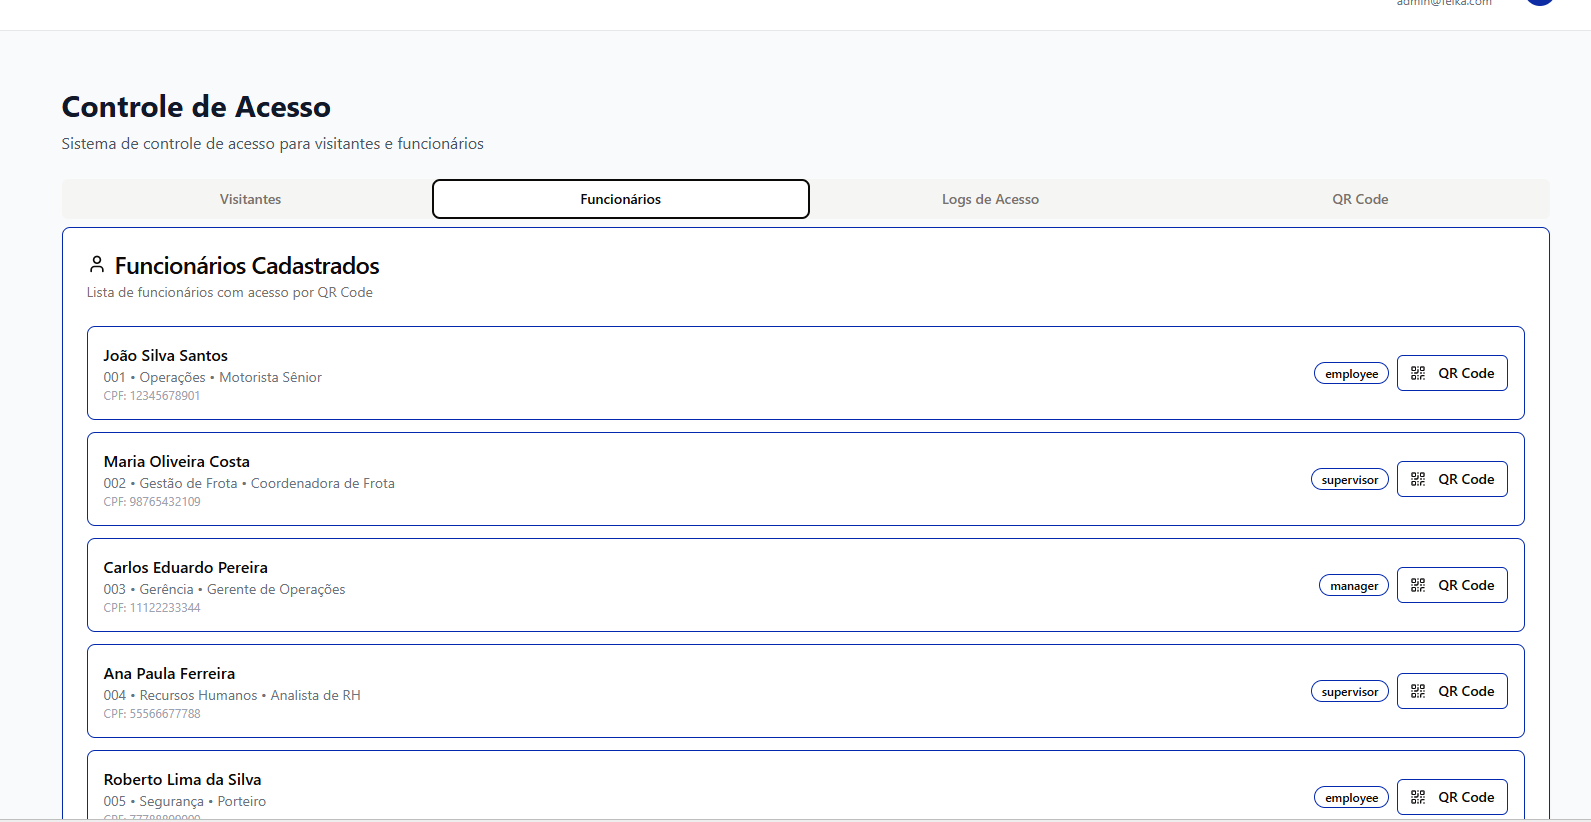 Controle de Acesso
Sistema de controle de acesso para visitantes e funcionários
Visitantes
Funcionários
Logs de Acesso
QR Code
Funcionários Cadastrados
Lista de funcionários com acesso por QR Code
João Silva Santos
001 • Operações • Motorista Sênior
CPF: 12345678901
employee
QR Code
Maria Oliveira Costa
002 • Gestão de Frota • Coordenadora de Frota
CPF: 98765432109
supervisor
QR Code
Carlos Eduardo Pereira
003 • Gerência • Gerente de Operações
CPF: 11122233344
manager
QR Code
Ana Paula Ferreira
004 • Recursos Humanos • Analista de RH
CPF: 55566677788
supervisor
QR Code
Roberto Lima da Silva
005 • Segurança • Porteiro
employee
QR Code